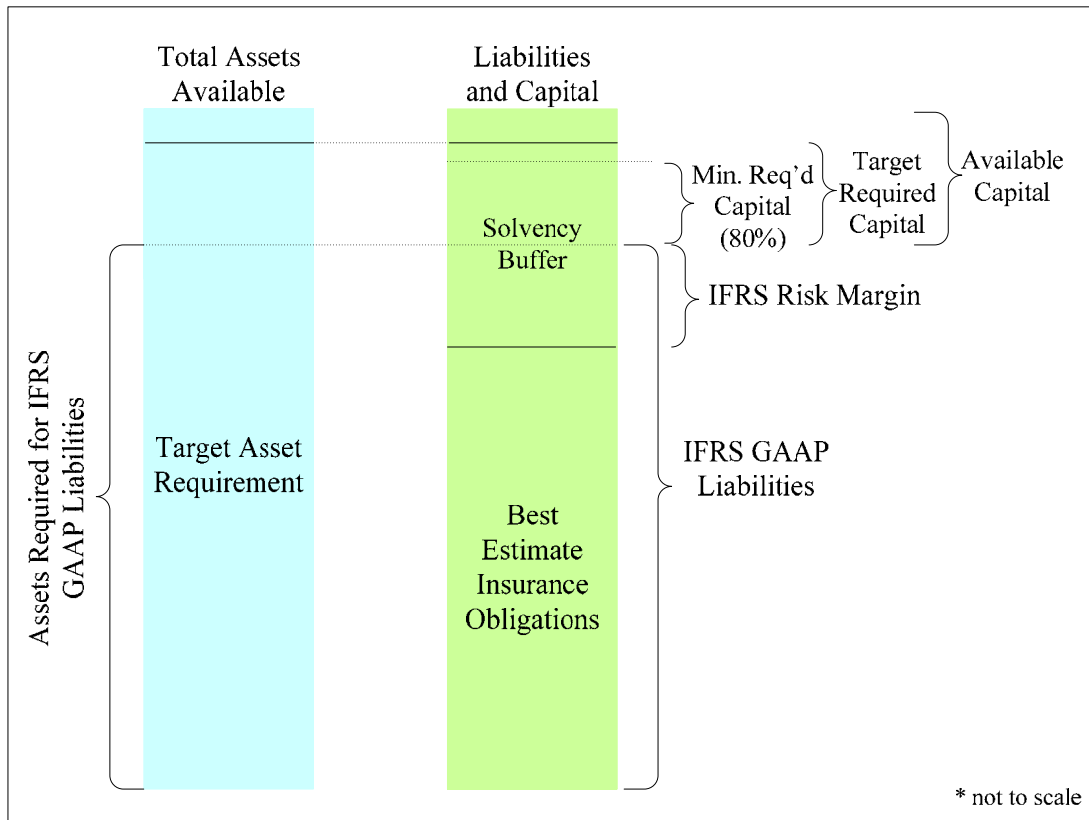 Total Assets
Available
Liabilities
and Capital
Min. Req'd
Capital
(80%)
Target
Required
Capital
Available
Capital
Solvency
Buffer
IFRS Risk Margin
Assets Required for IFRS
GAAP Liabilities
Target Asset
Requirement
IFRS GAAP
Liabilities
Best
Estimate
Insurance
Obligations
* not to scale